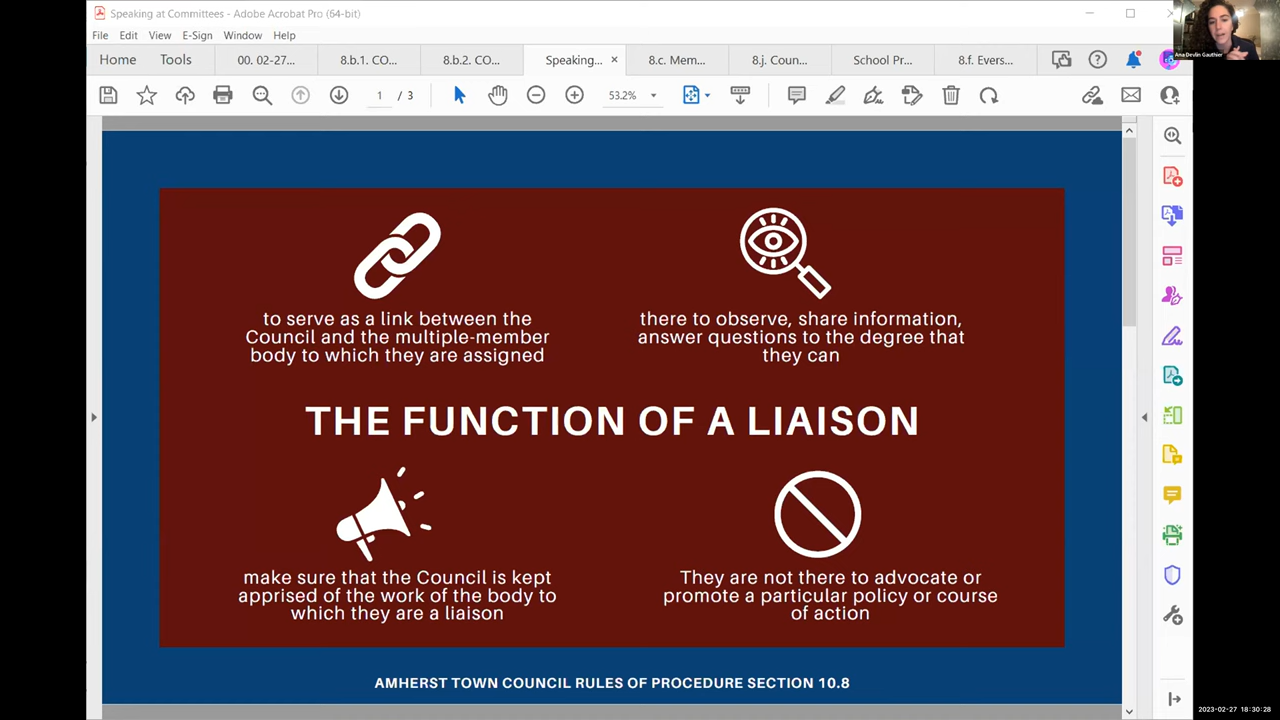 Speaking at Committees - Adobe Acrobat Pro (64-bit)
File Edit View E-Sign Window Help
Home Tools 00. 02-27... 8.b.1. CO... 8.b.2. CO... Speaking... × 8.c. Mem... Coun... School Pr... 8.f. Evers...
1 / 3 53.2%
Ana Devlin Gauthier
to serve as a link between the
Council and the multiple-member
body to which they are assigned
there to observe, share information,
answer questions to the degree that
they can
THE FUNCTION OF A LIAISON
make sure that the Council is kept
apprised of the work of the body to
which they are a liaison
They are not there to advocate or
promote a particular policy or course
of action
AMHERST TOWN COUNCIL RULES OF PROCEDURE SECTION 10.8
2023-02-27 18:30:28